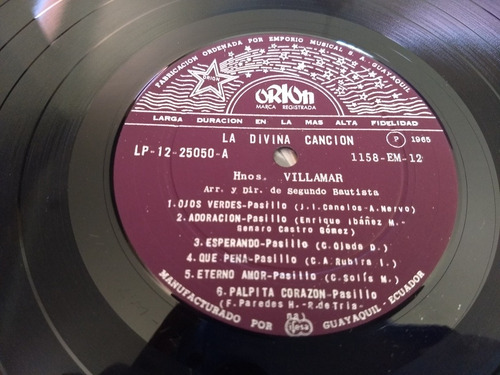 FABRICACION ORDENADA POR EMPORIO MUSICAL S. A. GUAYAQUIL
ORION
ORION
MARCA REGISTRADA
LARGA DURACION EN LA MAS ALTA FIDELIDAD
LA DIVINA CANCION
P 1965
LP-12-25050-A
1158-EM-12
Hnos. VILLAMAR
Arr. y Dir. de Segundo Bautista
1.OJOS VERDES-Pasillo (J.I.Canelos-A.Nervo)
2.ADORACION-Pasillo (Enrique Ibáñez M.-
Genaro Castro Gómez)
3.ESPERANDO-Pasillo (C.Ojeda D.)
4.QUE PENA-Pasillo (C.A.Rubira I.)
5.ETERNO AMOR-Pasillo (C.Solís M.)
6.PALPITA CORAZON-Pasillo
(F.Paredes H.-R.de Tria-
MANUFACTURADO POR ifesa GUAYAQUIL - ECUADOR